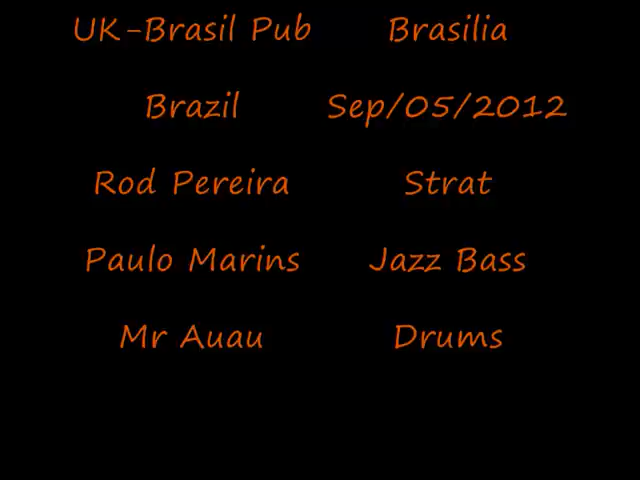 UK-Brasil Pub Brasilia
Brazil Sep/05/2012
Rod Pereira Strat
Paulo Marins Jazz Bass
Mr Auau Drums